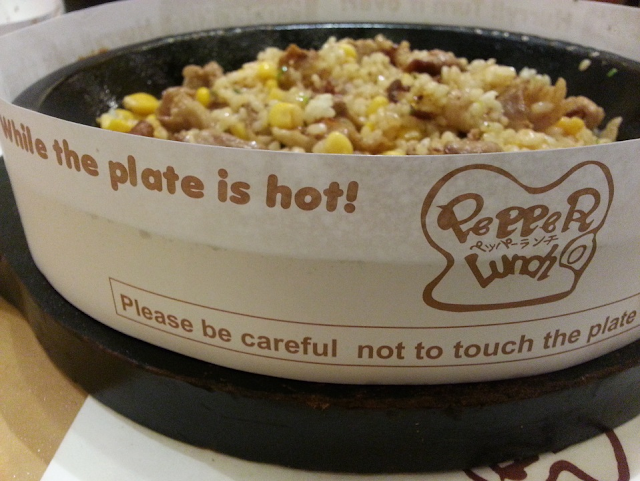 While the plate is hot!
PePPeR
ペッパーランチ
Lunch
Please be careful not to touch the plate